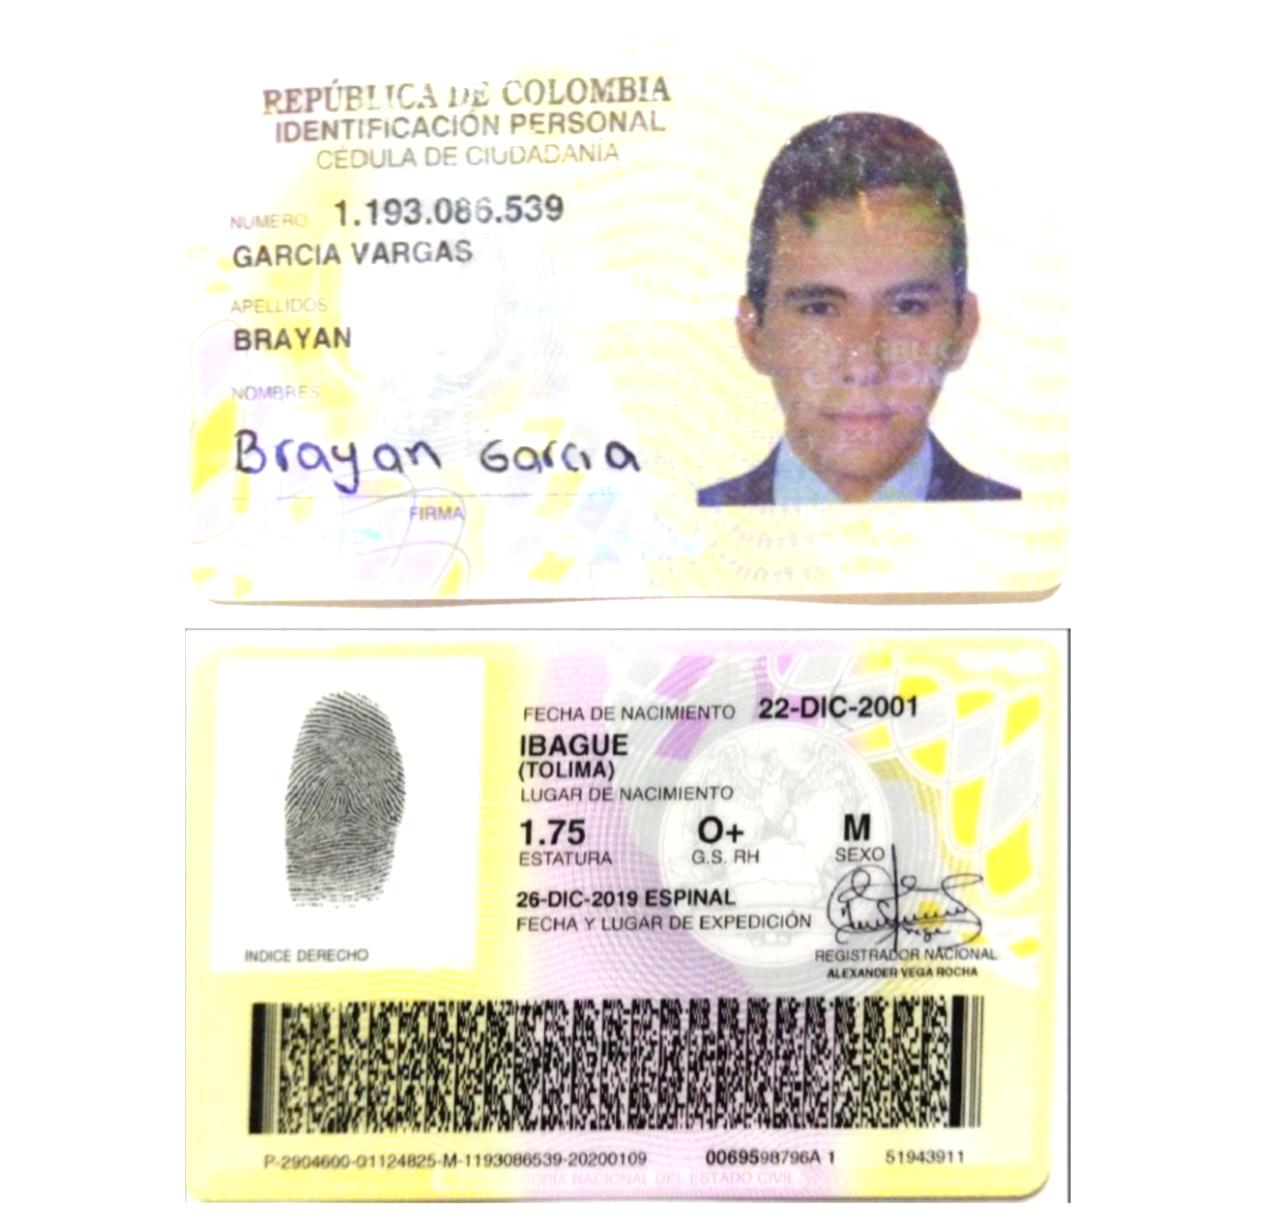 REPÚBLICA DE COLOMBIA
IDENTIFICACIÓN PERSONAL
CÉDULA DE CIUDADANÍA
NUMERO 1.193.086.539
GARCIA VARGAS
APELLIDOS
BRAYAN
NOMBRES
Brayan Garcia
FIRMA
FECHA DE NACIMIENTO 22-DIC-2001
IBAGUE
(TOLIMA)
LUGAR DE NACIMIENTO
1.75 O+ M
ESTATURA G.S. RH SEXO
26-DIC-2019 ESPINAL
FECHA Y LUGAR DE EXPEDICIÓN
INDICE DERECHO
REGISTRADOR NACIONAL
ALEXANDER VEGA ROCHA
P-2904600-01124825-M-1193086539-20200109 0069598796A 1 51943911
NACIONAL DEL ESTADO CIVIL